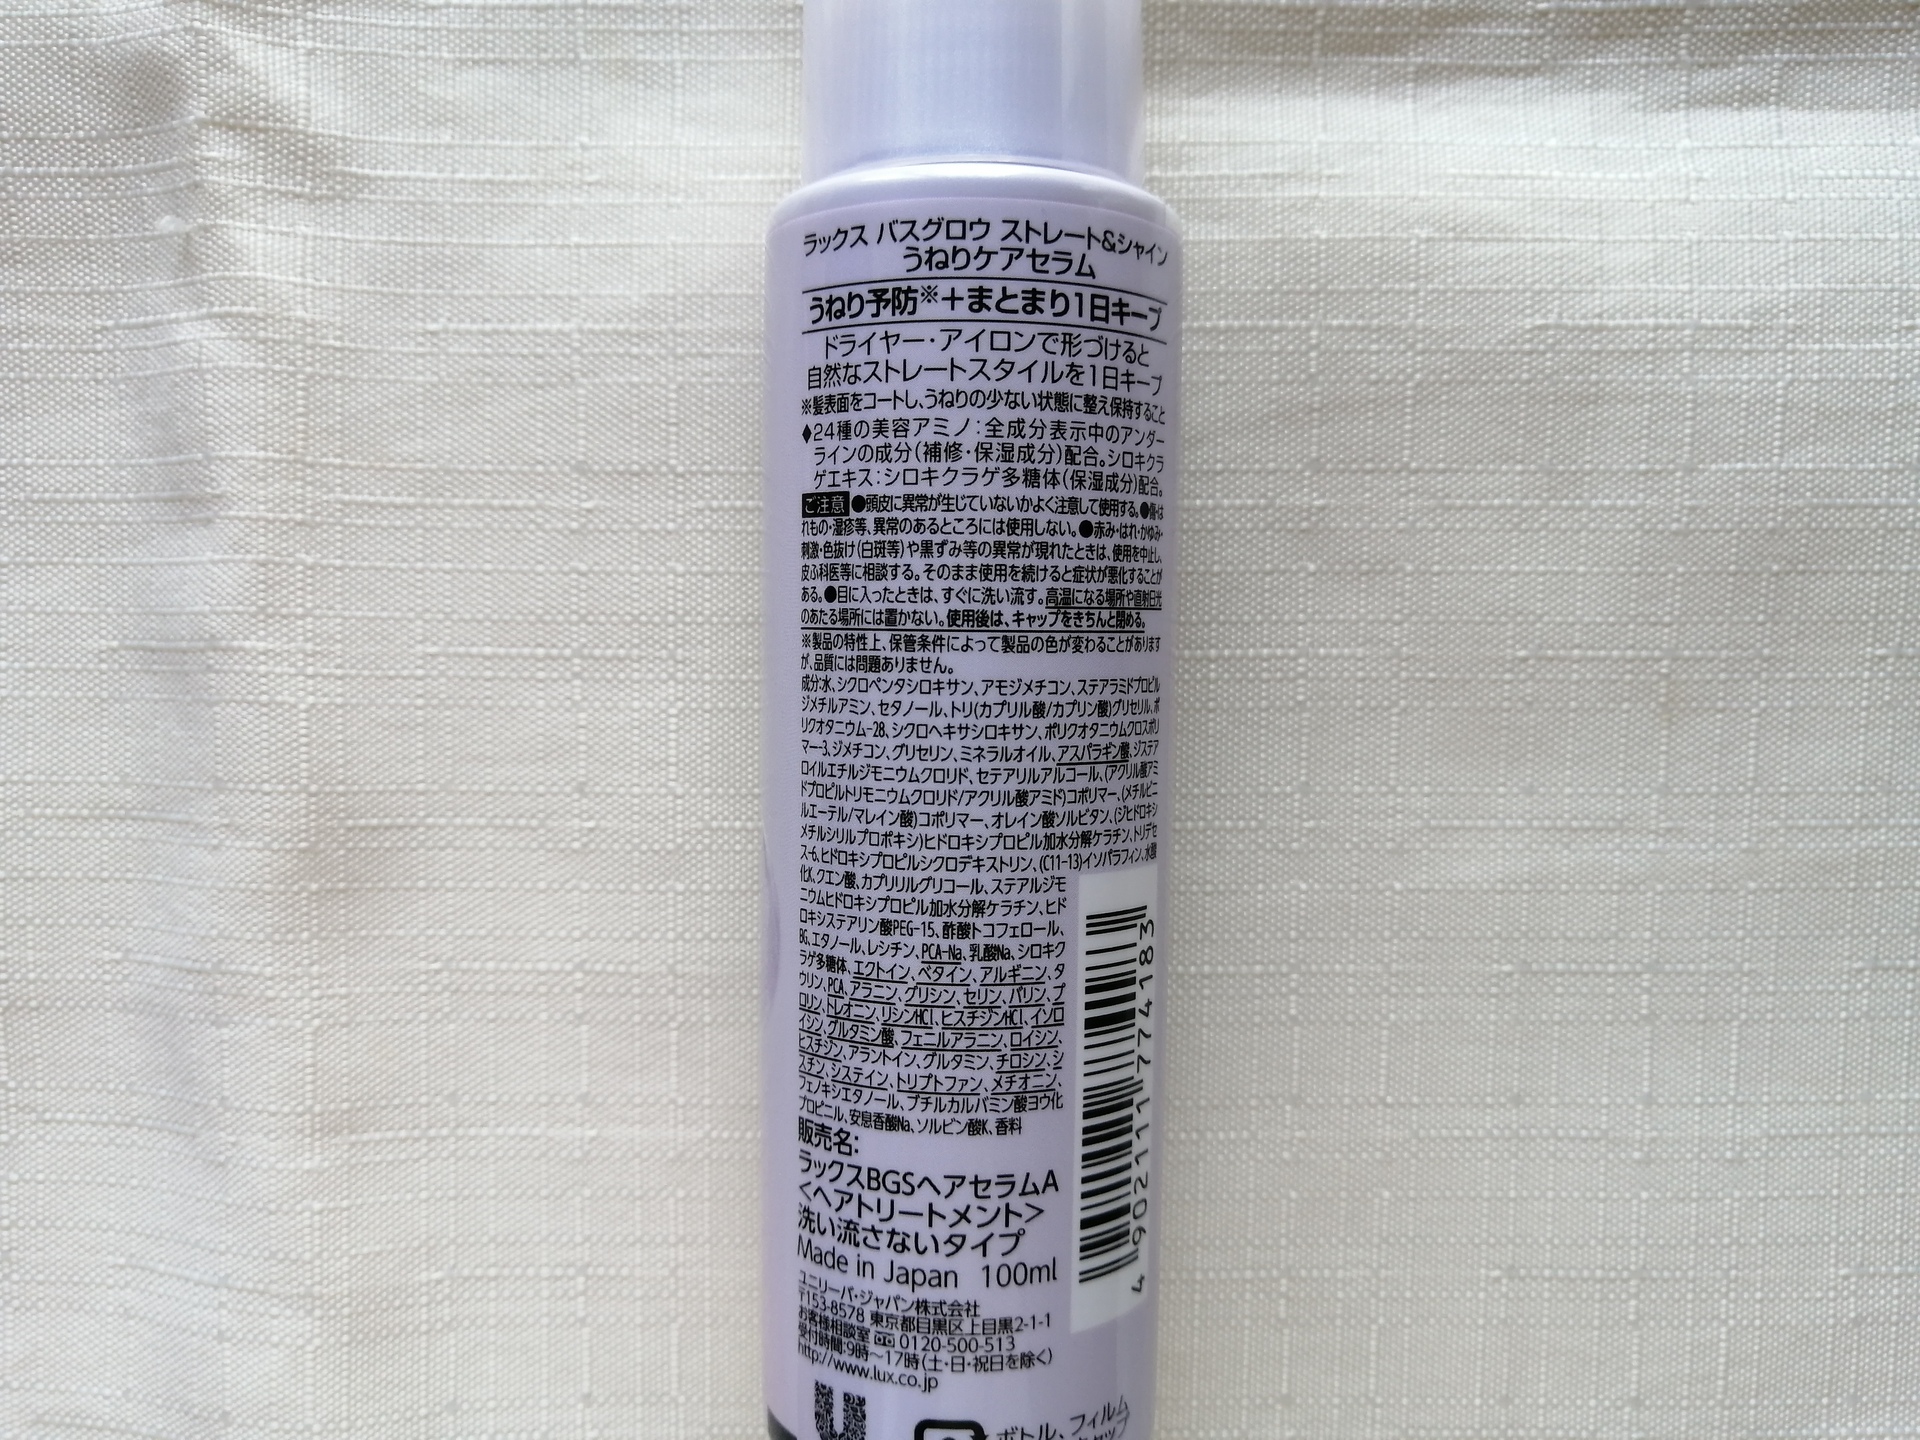 ラックス バスグロウ ストレート&シャイン
うねりケアセラム
うねり予防※＋まとまり1日キープ
ドライヤー・アイロンで形づけると
自然なストレートスタイルを1日キープ
※髪表面をコートし、うねりの少ない状態に整え保持すること
♦24種の美容アミノ：全成分表示中のアンダー
ラインの成分(補修・保湿成分)配合。シロキクラ
ゲエキス：シロキクラゲ多糖体(保湿成分)配合。
ご注意 ●頭皮に異常が生じていないかよく注意して使用する。●傷・は
れもの・湿疹等、異常のあるところには使用しない。●赤み・はれ・かゆみ・
刺激・色抜け(白斑等)や黒ずみ等の異常が現れたときは、使用を中止し、
皮ふ科医等に相談する。そのまま使用を続けると症状が悪化することが
ある。●目に入ったときは、すぐに洗い流す。高温になる場所や直射日光
のあたる場所には置かない。使用後は、キャップをきちんと閉める。
※製品の特性上、保管条件によって製品の色が変わることがあります
が、品質には問題ありません。
成分:水、シクロペンタシロキサン、アモジメチコン、ステアラミドプロピル
ジメチルアミン、セタノール、トリ(カプリル酸/カプリン酸)グリセリル、ポ
リクオタニウム-28、シクロヘキサシロキサン、ポリクオタニウムクロスポリ
マー-3、ジメチコン、グリセリン、ミネラルオイル、アスパラギン酸、ジステア
ロイルエチルジモニウムクロリド、セテアリルアルコール、(アクリル酸アミ
ドプロピルトリモニウムクロリド/アクリル酸アミド)コポリマー、(メチルビニ
ルエーテル/マレイン酸)コポリマー、オレイン酸ソルビタン、(ジヒドロキシ
メチルシリルプロポキシ)ヒドロキシプロピル加水分解ケラチン、トリデセ
ス-6、ヒドロキシプロピルシクロデキストリン、(C11-13)イソパラフィン、水酸
化K、クエン酸、カプリリルグリコール、ステアルジモ
ニウムヒドロキシプロピル加水分解ケラチン、ヒド
ロキシステアリン酸PEG-15、酢酸トコフェロール、
BG、エタノール、レシチン、PCA-Na、乳酸Na、シロキク
ラゲ多糖体、エクトイン、ベタイン、アルギニン、タ
ウリン、PCA、アラニン、グリシン、セリン、バリン、プ
ロリン、トレオニン、リシンHCl、ヒスチジンHCl、イソロ
イシン、グルタミン酸、フェニルアラニン、ロイシン、
ヒスチジン、アラントイン、グルタミン、チロシン、シ
スチン、システイン、トリプトファン、メチオニン、
フェノキシエタノール、ブチルカルバミン酸ヨウ化
プロピニル、安息香酸Na、ソルビン酸K、香料
販売名:
ラックスBGSヘアセラムA
<ヘアトリートメント>
洗い流さないタイプ
Made in Japan 100ml
ユニリーバ・ジャパン株式会社
〒153-8578 東京都目黒区上目黒2-1-1
お客様相談室 0120-500-513
受付時間:9時～17時(土・日・祝日を除く)
http://www.lux.co.jp
4902111774183
ボトル、フィルム